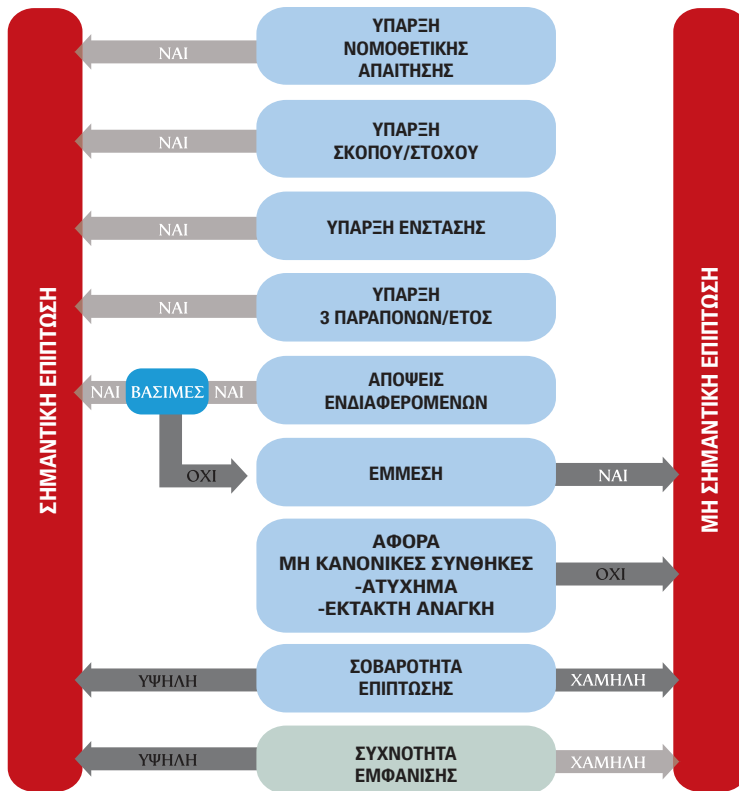 ΣΗΜΑΝΤΙΚΗ ΕΠΙΠΤΩΣΗ
ΜΗ ΣΗΜΑΝΤΙΚΗ ΕΠΙΠΤΩΣΗ
ΝΑΙ
ΥΠΑΡΞΗ
ΝΟΜΟΘΕΤΙΚΗΣ
ΑΠΑΙΤΗΣΗΣ
ΝΑΙ
ΥΠΑΡΞΗ
ΣΚΟΠΟΥ/ΣΤΟΧΟΥ
ΝΑΙ
ΥΠΑΡΞΗ ΕΝΣΤΑΣΗΣ
ΝΑΙ
ΥΠΑΡΞΗ
3 ΠΑΡΑΠΟΝΩΝ/ΕΤΟΣ
ΝΑΙ
ΒΑΣΙΜΕΣ
ΝΑΙ
ΑΠΟΨΕΙΣ
ΕΝΔΙΑΦΕΡΟΜΕΝΩΝ
ΟΧΙ
ΕΜΜΕΣΗ
ΝΑΙ
ΑΦΟΡΑ
ΜΗ ΚΑΝΟΝΙΚΕΣ ΣΥΝΘΗΚΕΣ
-ΑΤΥΧΗΜΑ
-ΕΚΤΑΚΤΗ ΑΝΑΓΚΗ
ΟΧΙ
ΥΨΗΛΗ
ΣΟΒΑΡΟΤΗΤΑ
ΕΠΙΠΤΩΣΗΣ
ΧΑΜΗΛΗ
ΥΨΗΛΗ
ΣΥΧΝΟΤΗΤΑ
ΕΜΦΑΝΙΣΗΣ
ΧΑΜΗΛΗ